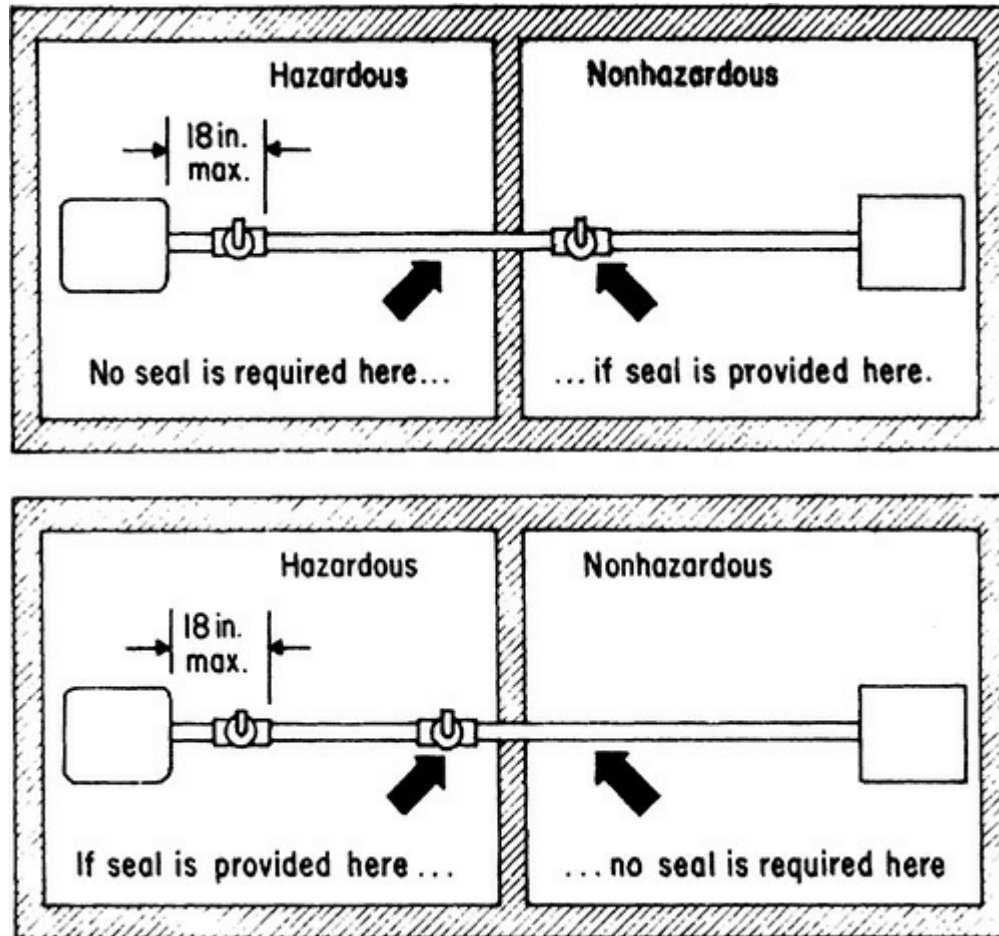 Hazardous
Nonhazardous
18 in.
max.
No seal is required here...
...if seal is provided here.
Hazardous
Nonhazardous
18 in.
max.
If seal is provided here ...
...no seal is required here